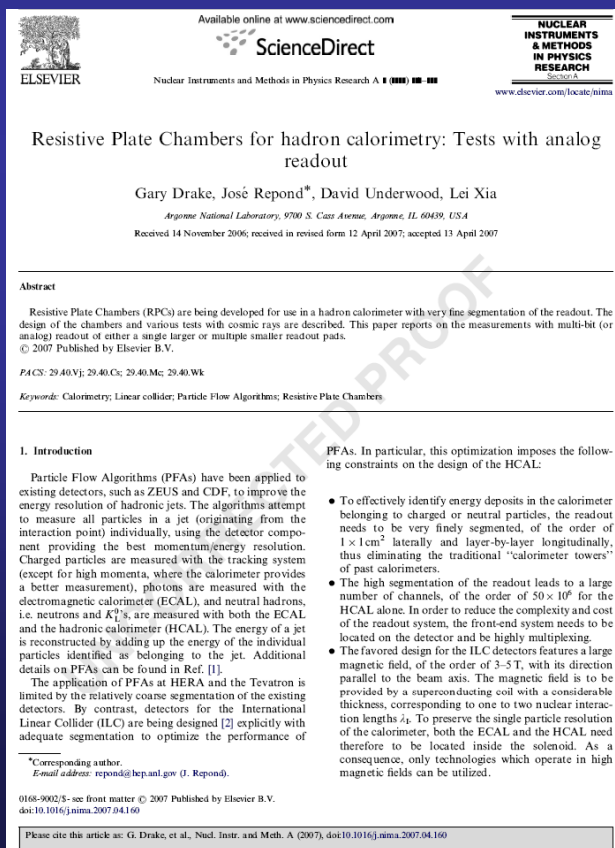 Available online at www.sciencedirect.com
ScienceDirect
ELSEVIER
Nuclear Instruments and Methods in Physics Research A
NUCLEAR
INSTRUMENTS
& METHODS
IN PHYSICS
RESEARCH
Section A
www.elsevier.com/locate/nima
Resistive Plate Chambers for hadron calorimetry: Tests with analog
readout
Gary Drake, José Repond*, David Underwood, Lei Xia
Argonne National Laboratory, 9700 S. Cass Avenue, Argonne, IL 60439, USA
Received 14 November 2006; received in revised form 12 April 2007; accepted 13 April 2007
Abstract
Resistive Plate Chambers (RPCs) are being developed for use in a hadron calorimeter with very fine segmentation of the readout. The
design of the chambers and various tests with cosmic rays are described. This paper reports on the measurements with multi-bit (or
analog) readout of either a single larger or multiple smaller readout pads.
© 2007 Published by Elsevier B.V.
PACS: 29.40.Vj; 29.40.Cs; 29.40.Mc; 29.40.Wk
Keywords: Calorimetry; Linear collider; Particle Flow Algorithms; Resistive Plate Chambers
UNCORRECTED PROOF
1. Introduction
Particle Flow Algorithms (PFAs) have been applied to
existing detectors, such as ZEUS and CDF, to improve the
energy resolution of hadronic jets. The algorithms attempt
to measure all particles in a jet (originating from the
interaction point) individually, using the detector compo-
nent providing the best momentum/energy resolution.
Charged particles are measured with the tracking system
(except for high momenta, where the calorimeter provides
a better measurement), photons are measured with the
electromagnetic calorimeter (ECAL), and neutral hadrons,
i.e. neutrons and K⁰_L's, are measured with both the ECAL
and the hadronic calorimeter (HCAL). The energy of a jet
is reconstructed by adding up the energy of the individual
particles identified as belonging to the jet. Additional
details on PFAs can be found in Ref. [1].
The application of PFAs at HERA and the Tevatron is
limited by the relatively coarse segmentation of the existing
detectors. By contrast, detectors for the International
Linear Collider (ILC) are being designed [2] explicitly with
adequate segmentation to optimize the performance of
*Corresponding author.
E-mail address: repond@hep.anl.gov (J. Repond).
PFAs. In particular, this optimization imposes the follow-
ing constraints on the design of the HCAL:
• To effectively identify energy deposits in the calorimeter
belonging to charged or neutral particles, the readout
needs to be very finely segmented, of the order of
1 × 1 cm² laterally and layer-by-layer longitudinally,
thus eliminating the traditional “calorimeter towers”
of past calorimeters.
• The high segmentation of the readout leads to a large
number of channels, of the order of 50 × 10⁶ for the
HCAL alone. In order to reduce the complexity and cost
of the readout system, the front-end system needs to be
located on the detector and be highly multiplexing.
• The favored design for the ILC detectors features a large
magnetic field, of the order of 3–5 T, with its direction
parallel to the beam axis. The magnetic field is to be
provided by a superconducting coil with a considerable
thickness, corresponding to one to two nuclear interac-
tion lengths λ_I. To preserve the single particle resolution
of the calorimeter, both the ECAL and the HCAL need
therefore to be located inside the solenoid. As a
consequence, only technologies which operate in high
magnetic fields can be utilized.
0168-9002/$- see front matter © 2007 Published by Elsevier B.V.
doi:10.1016/j.nima.2007.04.160
Please cite this article as: G. Drake, et al., Nucl. Instr. and Meth. A (2007), doi:10.1016/j.nima.2007.04.160